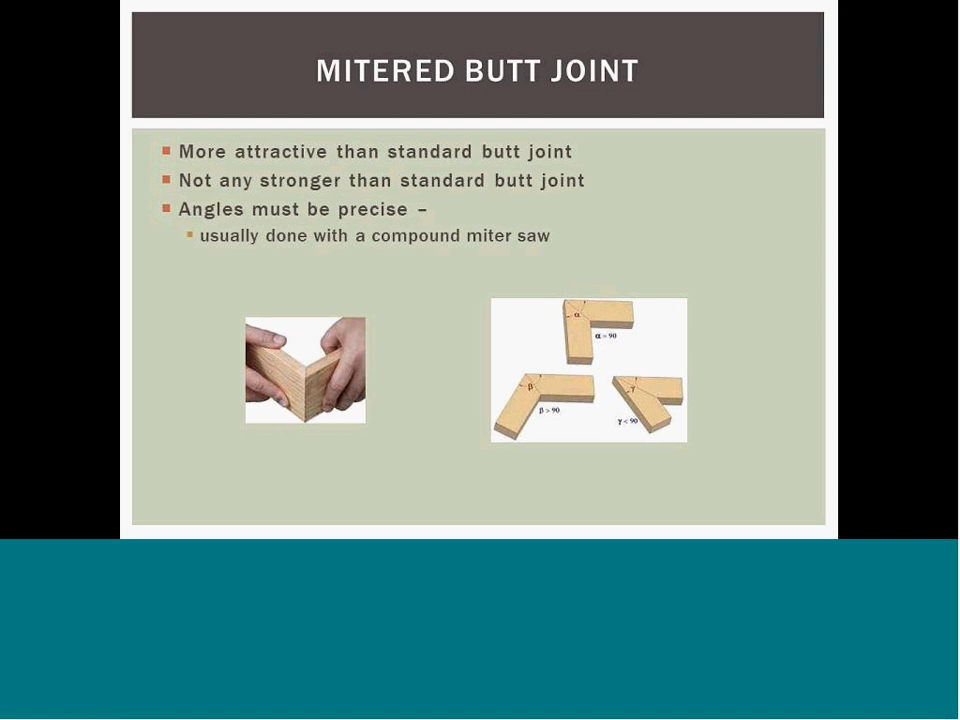 MITERED BUTT JOINT
More attractive than standard butt joint
Not any stronger than standard butt joint
Angles must be precise –
usually done with a compound miter saw
α
α = 90
β
β > 90
γ
γ < 90